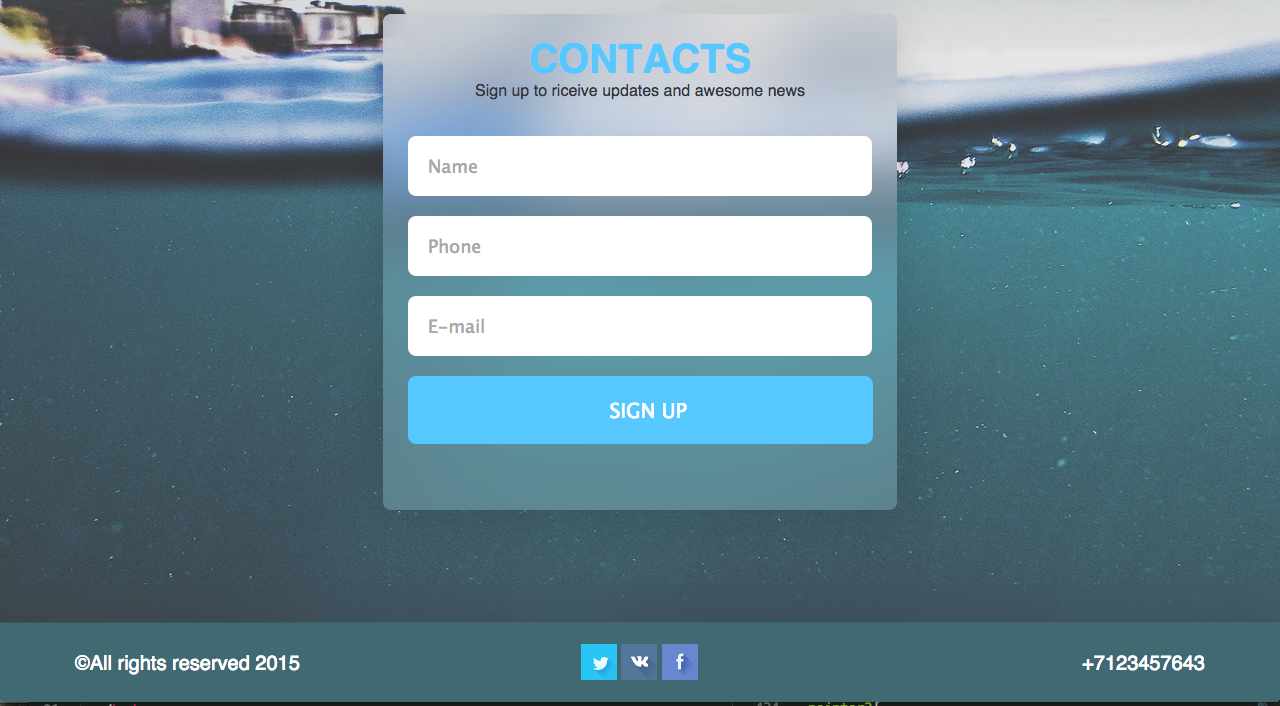 CONTACTS
Sign up to riceive updates and awesome news
Name
Phone
E-mail
SIGN UP
©All rights reserved 2015
+7123457643